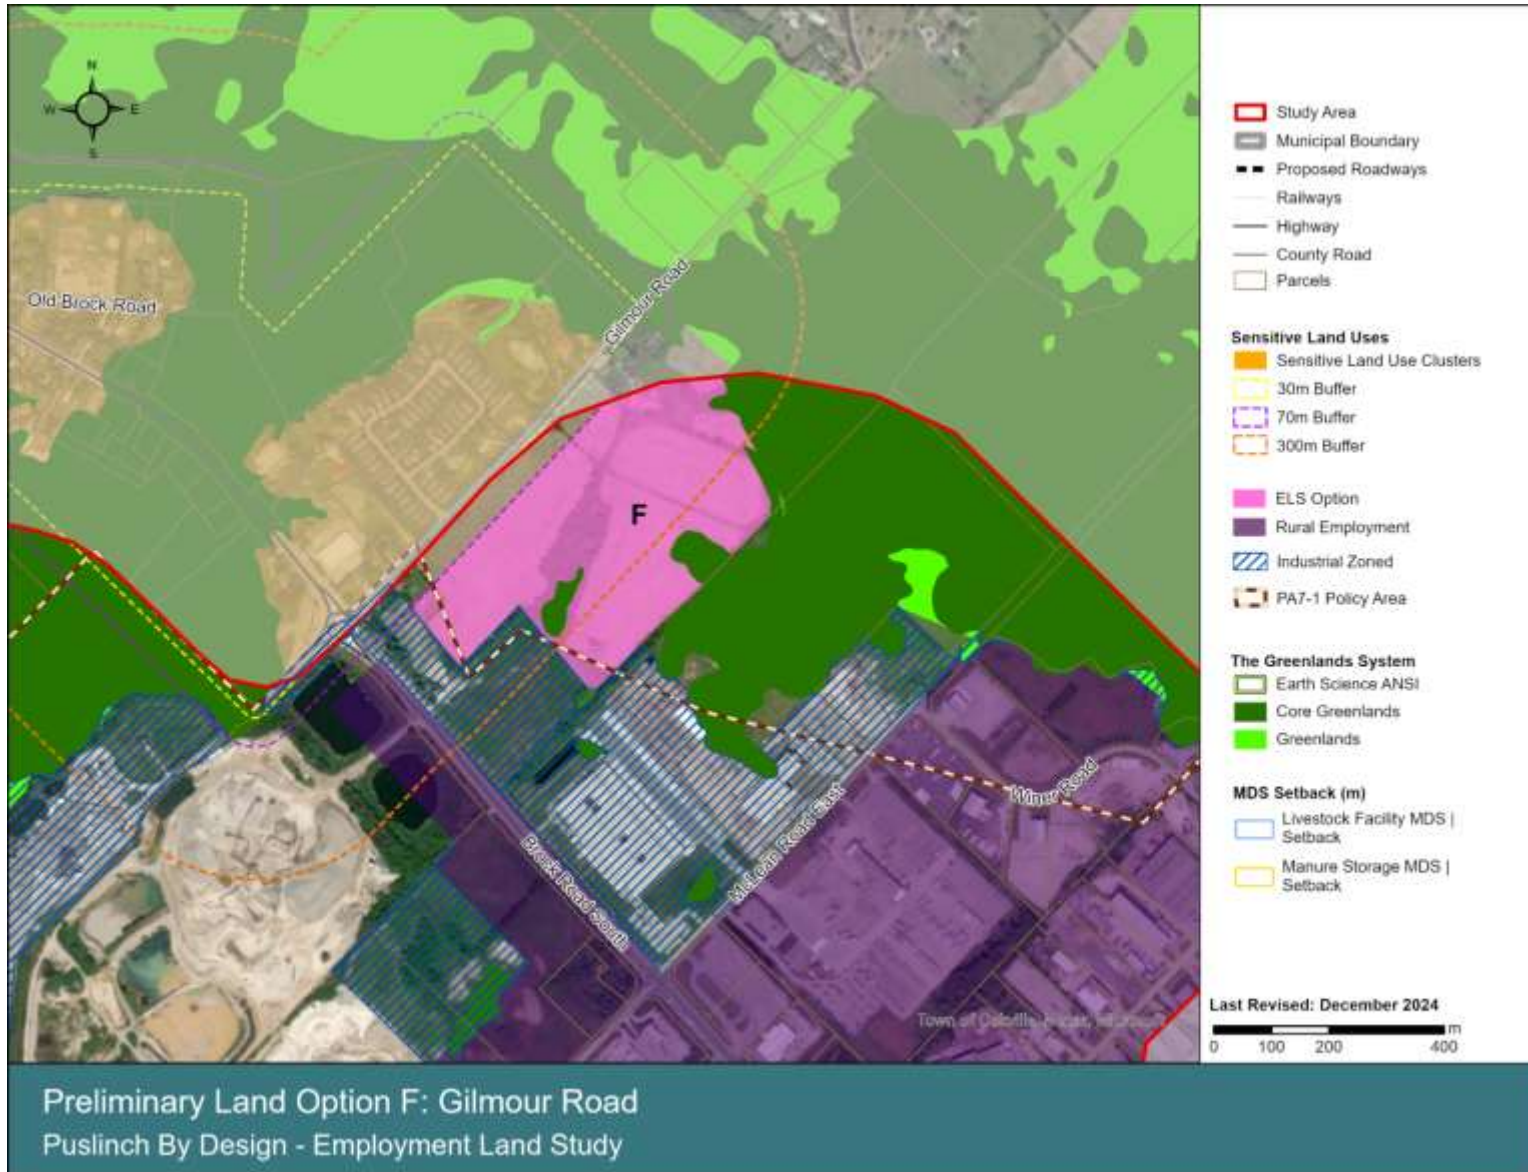 N
W
E
S
Old Brock Road
Gilmour Road
F
Winer Road
McLean Road East
Brock Road South
Town of
Study Area
Municipal Boundary
Proposed Roadways
Railways
Highway
County Road
Parcels
Sensitive Land Uses
Sensitive Land Use Clusters
30m Buffer
70m Buffer
300m Buffer
ELS Option
Rural Employment
Industrial Zoned
PA7-1 Policy Area
The Greenlands System
Earth Science ANSI
Core Greenlands
Greenlands
MDS Setback (m)
Livestock Facility MDS |
Setback
Manure Storage MDS |
Setback
Last Revised: December 2024
m
0 100 200 400
Preliminary Land Option F: Gilmour Road
Puslinch By Design - Employment Land Study